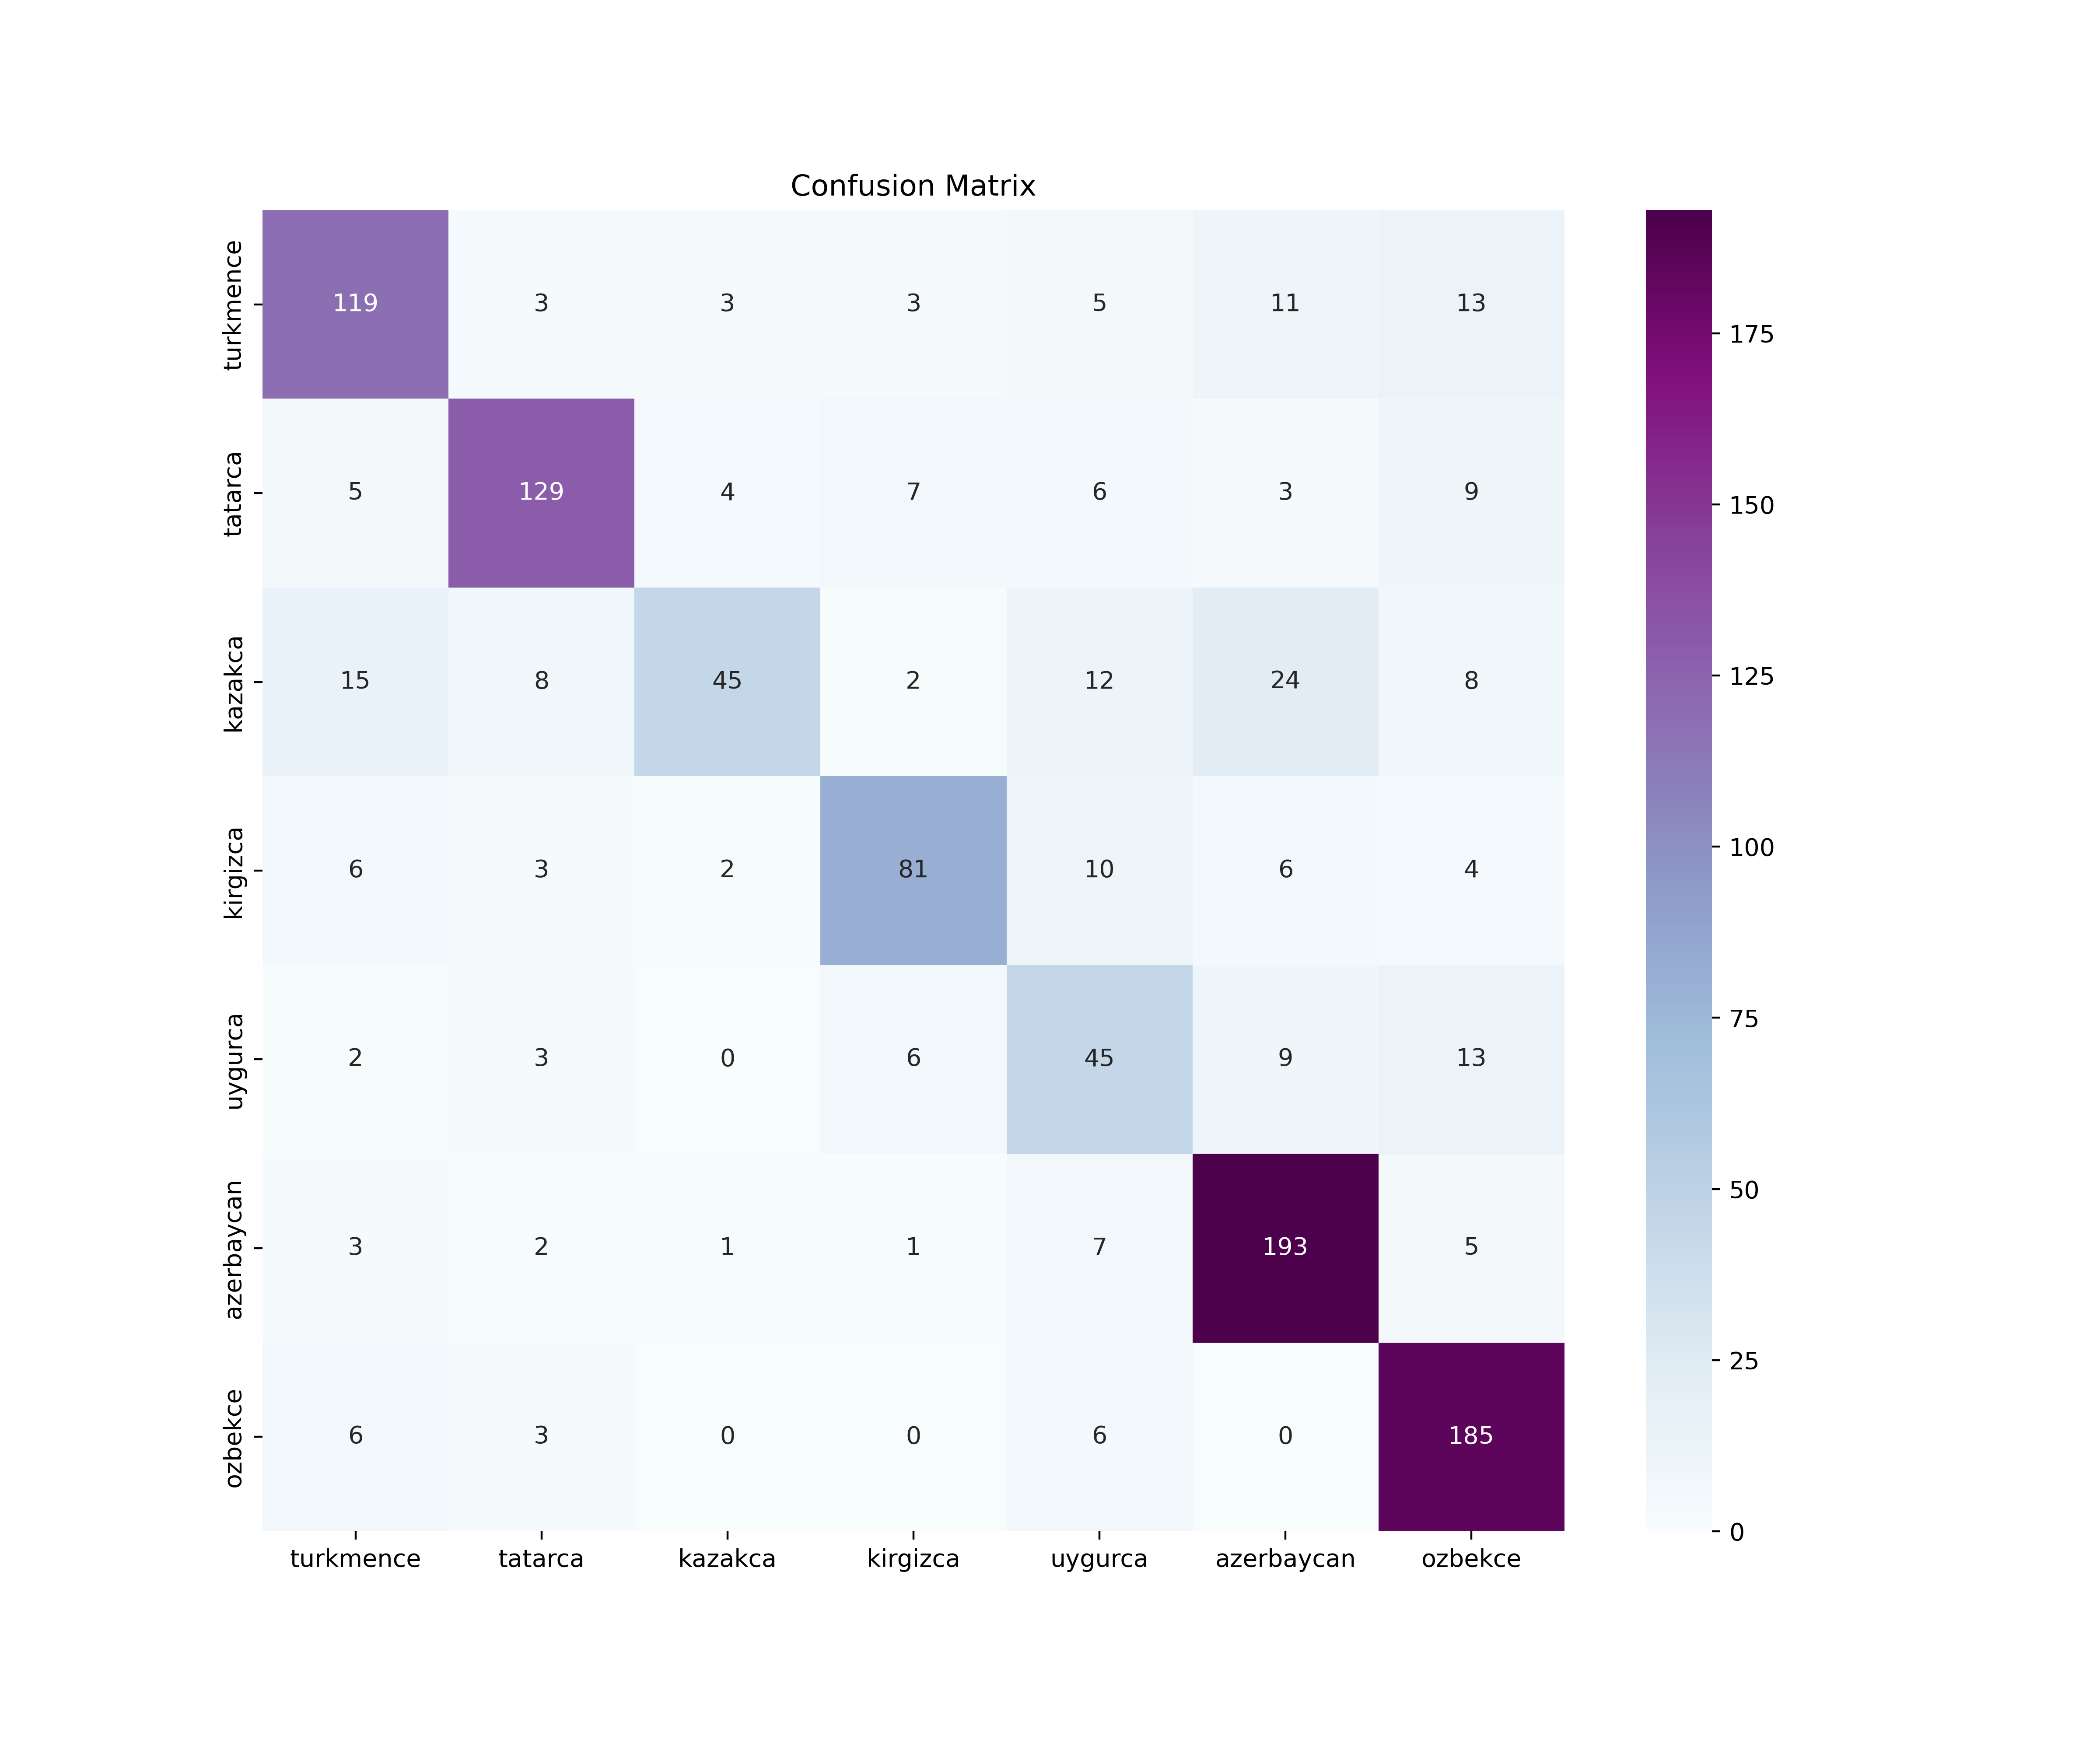 Confusion Matrix
turkmence 119 3 3 3 5 11 13
tatarca 5 129 4 7 6 3 9
kazakca 15 8 45 2 12 24 8
kirgizca 6 3 2 81 10 6 4
uygurca 2 3 0 6 45 9 13
azerbaycan 3 2 1 1 7 193 5
ozbekce 6 3 0 0 6 0 185
turkmence tatarca kazakca kirgizca uygurca azerbaycan ozbekce
175
150
125
100
75
50
25
0